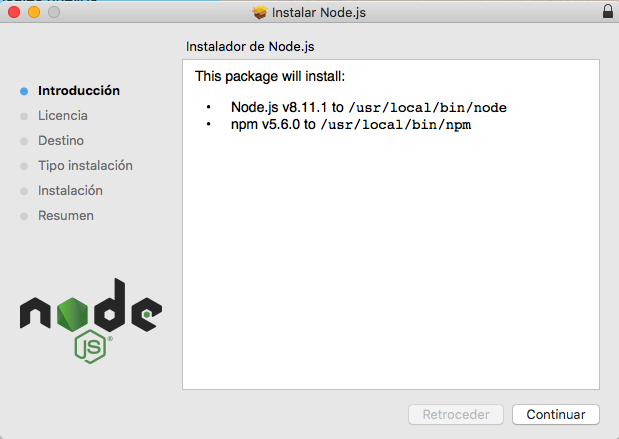 Instalar Node.js
Instalador de Node.js
Introducción
Licencia
Destino
Tipo instalación
Instalación
Resumen
This package will install:
• Node.js v8.11.1 to /usr/local/bin/node
• npm v5.6.0 to /usr/local/bin/npm
node
JS®
Retroceder
Continuar